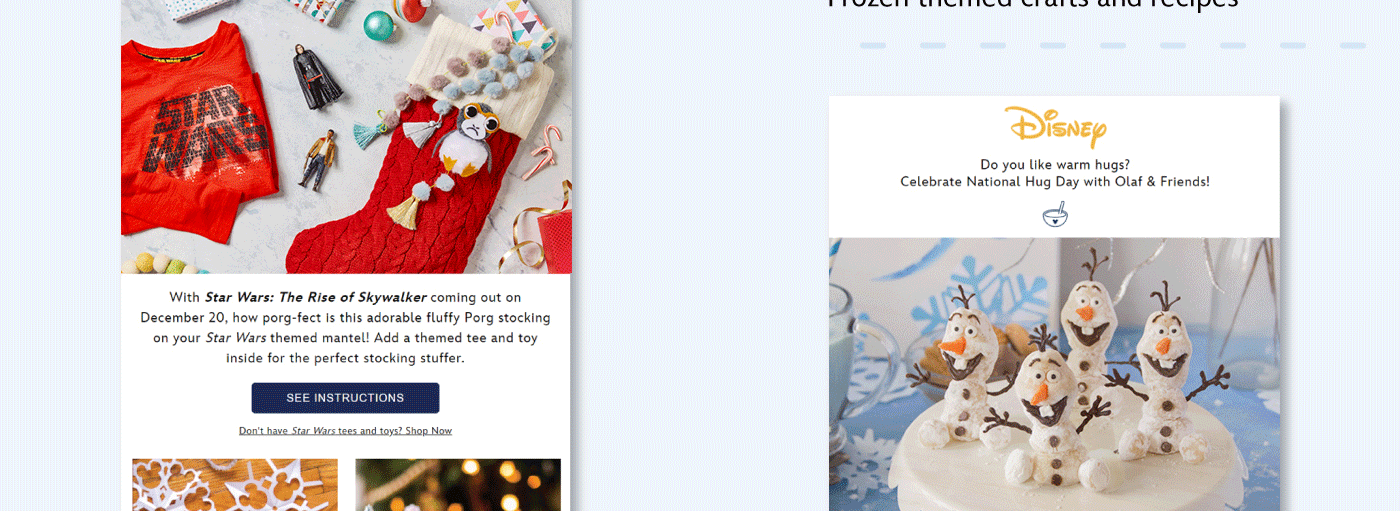 Frozen themed crafts and recipes
STAR WARS
STAR
WARS
With Star Wars: The Rise of Skywalker coming out on
December 20, how porg-fect is this adorable fluffy Porg stocking
on your Star Wars themed mantel! Add a themed tee and toy
inside for the perfect stocking stuffer.
SEE INSTRUCTIONS
Don't have Star Wars tees and toys? Shop Now
Disney
Do you like warm hugs?
Celebrate National Hug Day with Olaf & Friends!